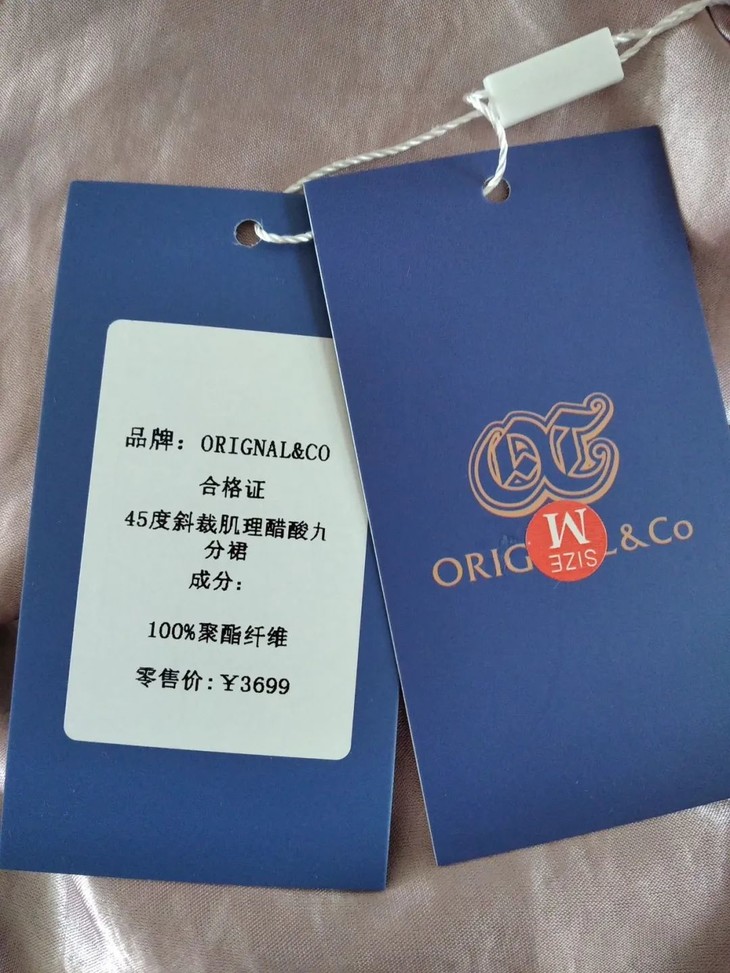 品牌：ORIGNAL&CO
合格证
45度斜裁肌理醋酸九
分裙
成分：
100%聚酯纤维
零售价:￥3699
SIZE
M
&Co